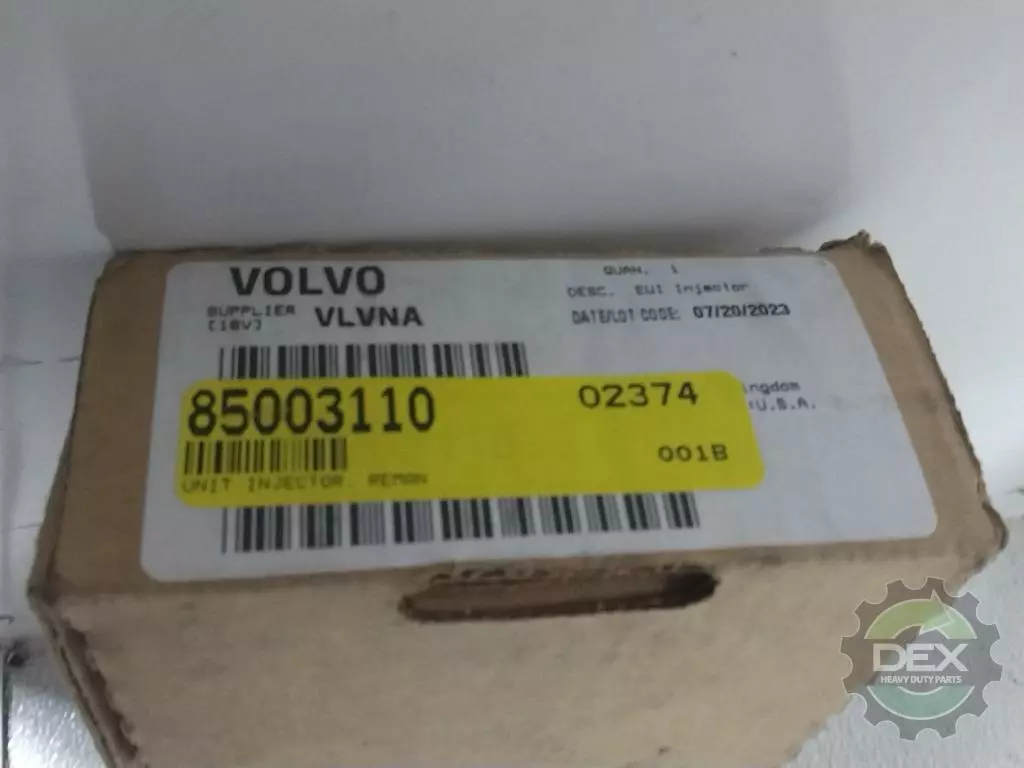 VOLVO
SUPPLIER
[18V]
VLVNA
QUAN. 1
DESC. EUI Injector
DATE/LOT CODE: 07/20/2023
ingdom
U.S.A.
85003110
02374
001B
UNIT INJECTOR, REMAN
DEX
HEAVY DUTY PARTS